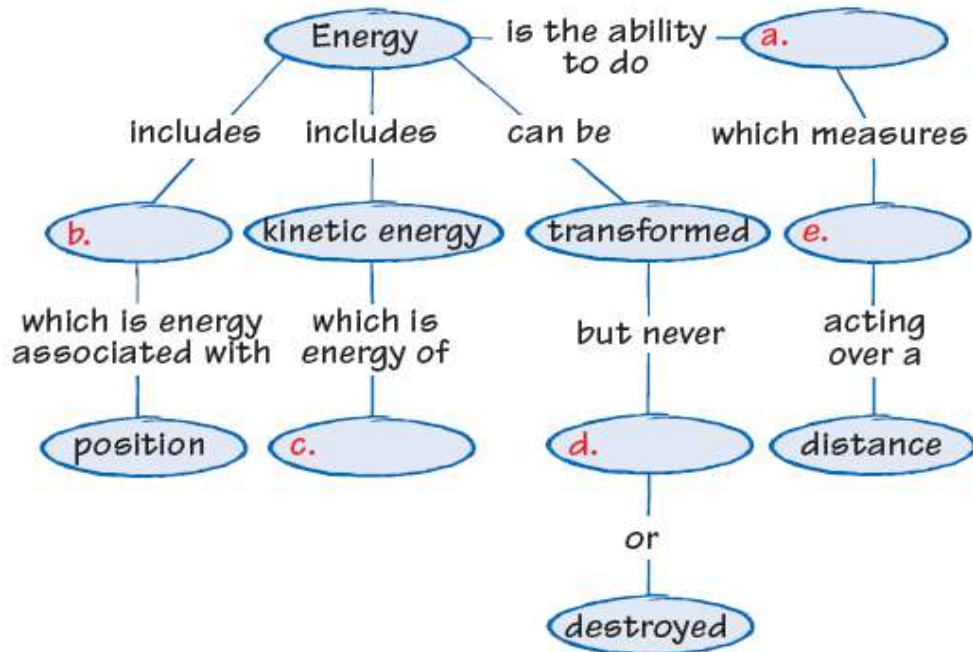 Energy
is the ability
to do
a.
includes
includes
can be
which measures
b.
kinetic energy
transformed
e.
which is energy
associated with
which is
energy of
but never
acting
over a
position
c.
d.
distance
or
destroyed